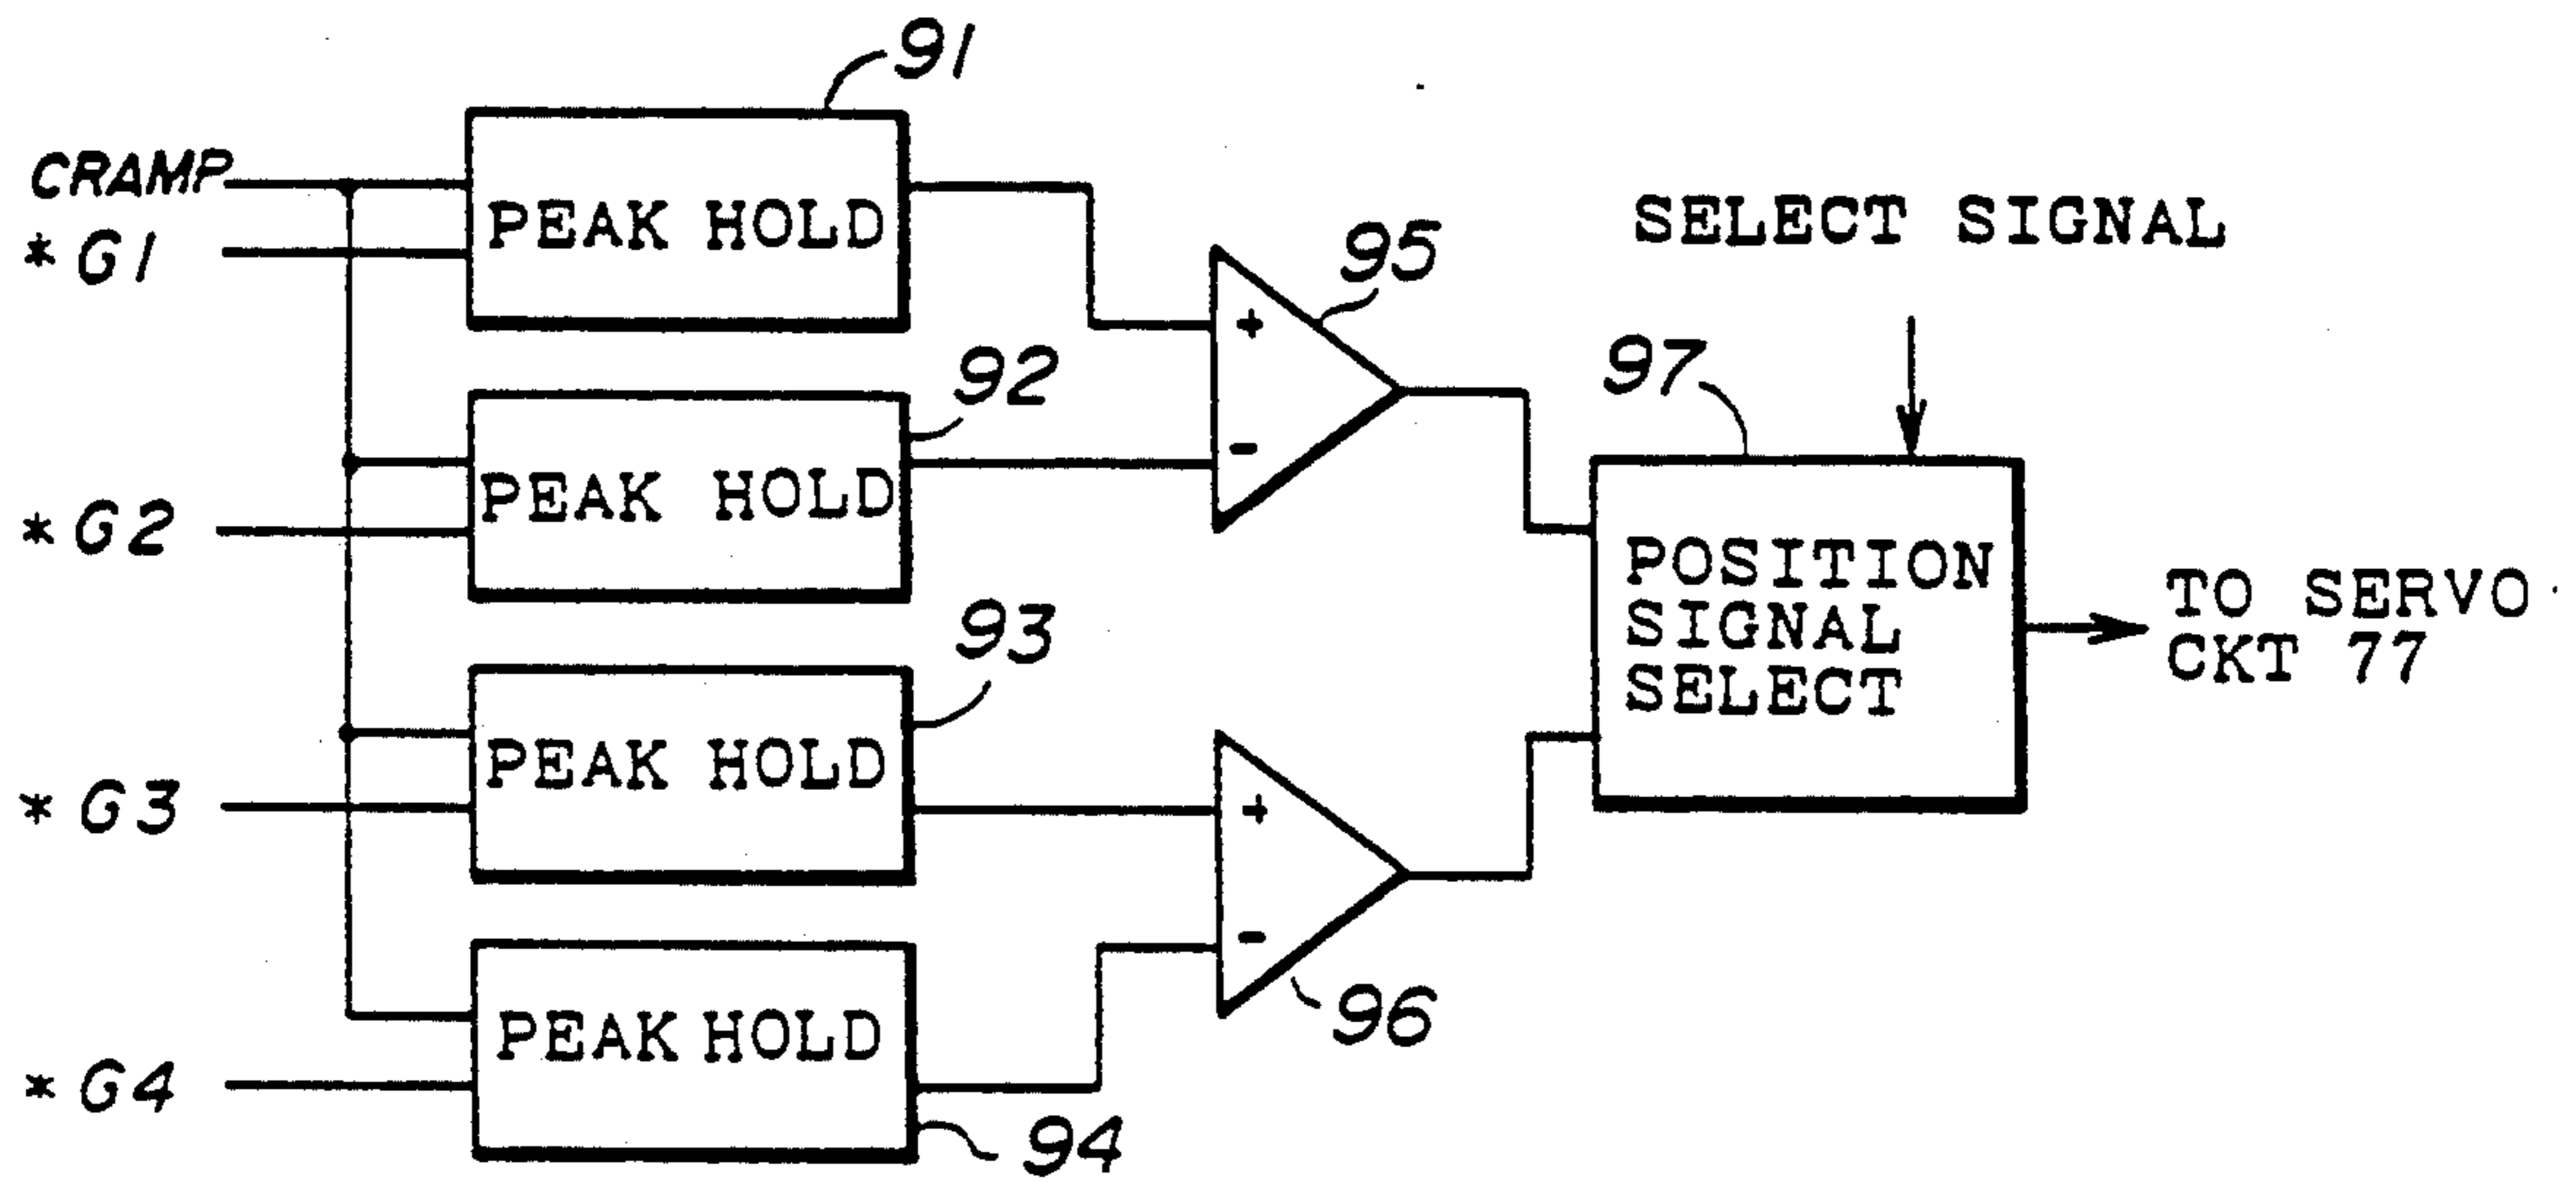 91
CRAMP
PEAK HOLD
*G1
95
SELECT SIGNAL
+
-
92
97
PEAK HOLD
*G2
POSITION
SIGNAL
SELECT
TO SERVO
CKT 77
93
PEAK HOLD
*G3
+
-
96
PEAK HOLD
*G4
94